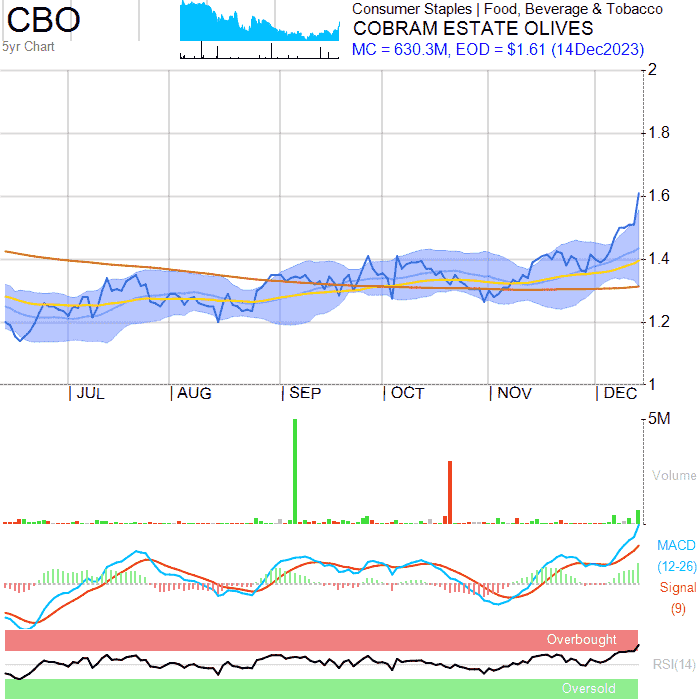 CBO
5yr Chart
Consumer Staples | Food, Beverage & Tobacco
COBRAM ESTATE OLIVES
MC = 630.3M, EOD = $1.61 (14Dec2023)
2
1.8
1.6
1.4
1.2
1
| JUL | AUG | SEP | OCT | NOV | DEC
5M
Volume
MACD
(12-26)
Signal
(9)
Overbought
RSI(14)
Oversold